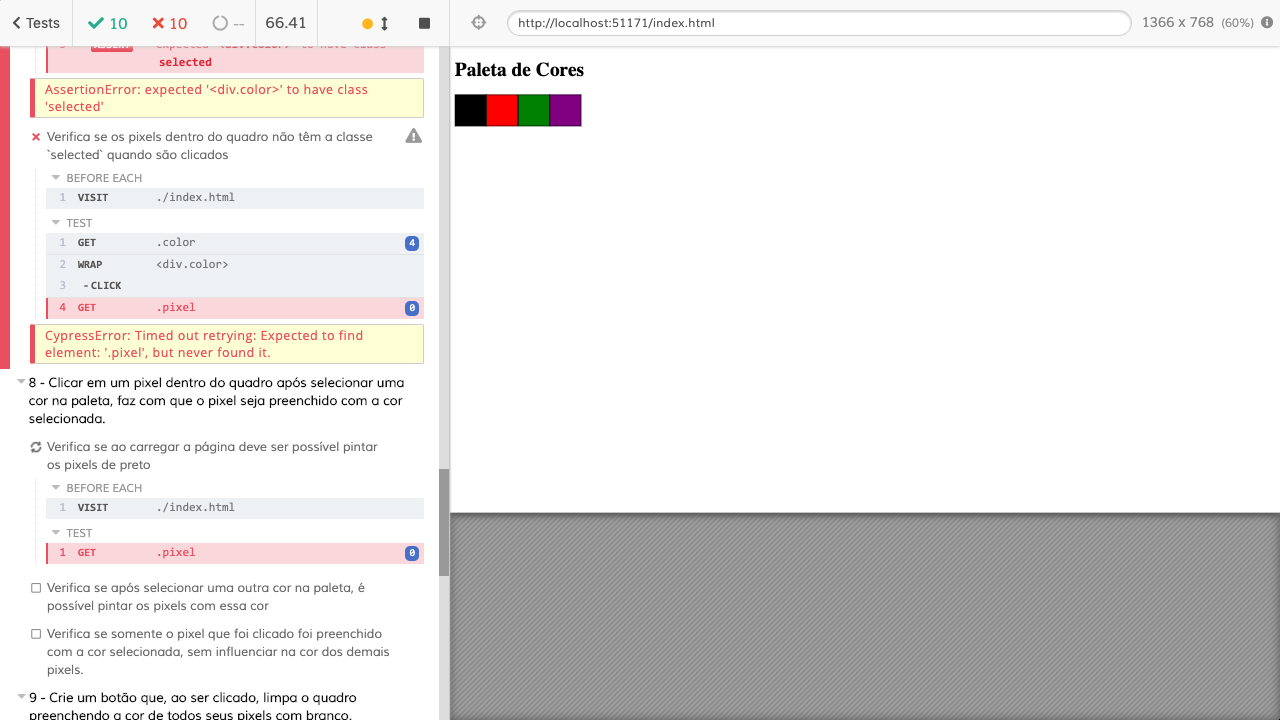 Tests
10
10
--
66.41
http://localhost:51171/index.html
1366 x 768 (60%)
selected
AssertionError: expected '<div.color>' to have class
'selected'
Verifica se os pixels dentro do quadro não têm a classe
`selected` quando são clicados
BEFORE EACH
1 VISIT ./index.html
TEST
1 GET .color 4
2 WRAP <div.color>
3 -CLICK
4 GET .pixel 0
CypressError: Timed out retrying: Expected to find
element: '.pixel', but never found it.
8 - Clicar em um pixel dentro do quadro após selecionar uma
cor na paleta, faz com que o pixel seja preenchido com a cor
selecionada.
Verifica se ao carregar a página deve ser possível pintar
os pixels de preto
BEFORE EACH
1 VISIT ./index.html
TEST
1 GET .pixel 0
Verifica se após selecionar uma outra cor na paleta, é
possível pintar os pixels com essa cor
Verifica se somente o pixel que foi clicado foi preenchido
com a cor selecionada, sem influenciar na cor dos demais
pixels.
9 - Crie um botão que, ao ser clicado, limpa o quadro
preenchendo a cor de todos seus pixels com branco.
Paleta de Cores